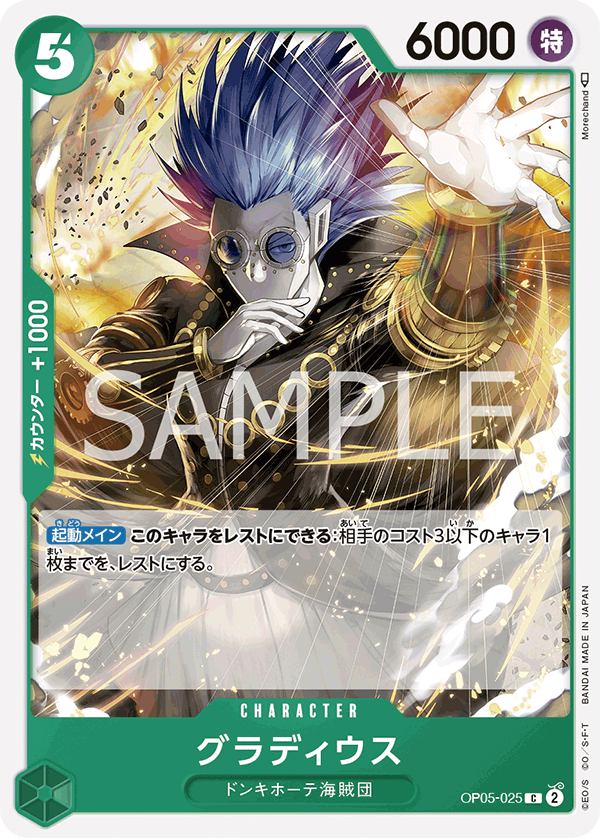 5
6000 特
Morechand
カウンター +1000
SAMPLE
起動メイン このキャラをレストにできる:相手のコスト3以下のキャラ1
枚までを、レストにする。
CHARACTER
グラディウス
ドンキホーテ海賊団
OP05-025 C 2
©E.O/S ©O／S・F・T BANDAI MADE IN JAPAN